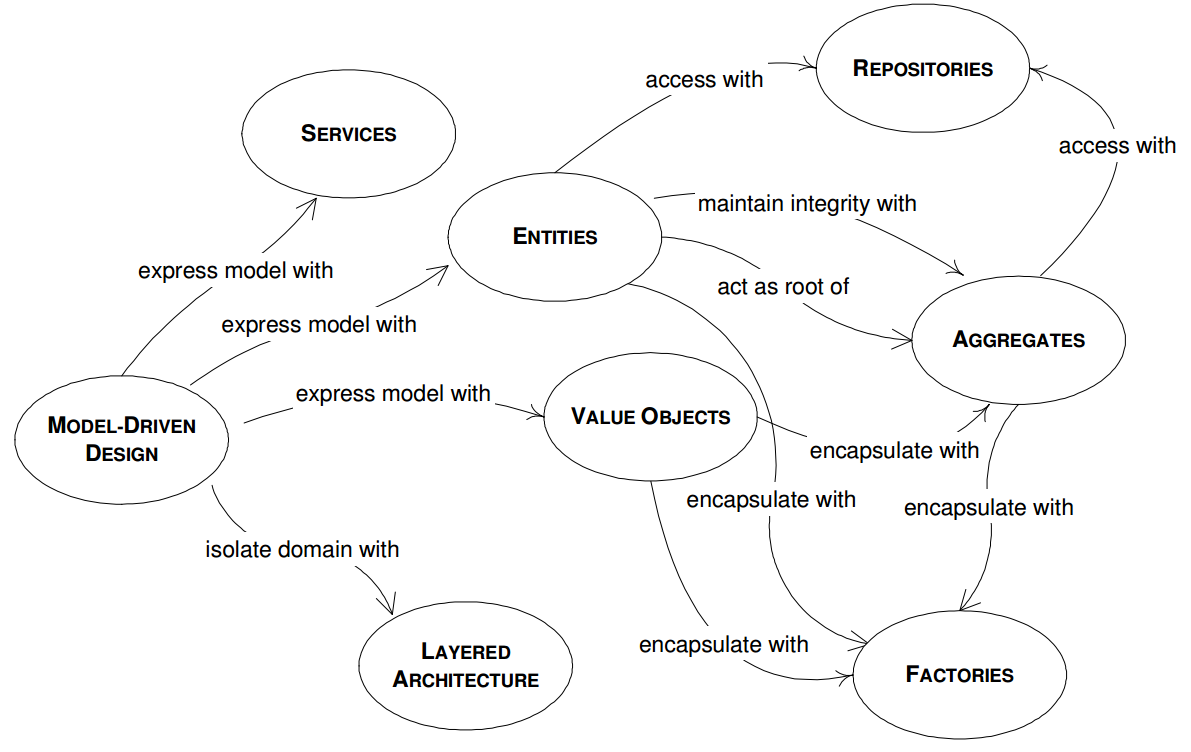 REPOSITORIES
access with
SERVICES
access with
maintain integrity with
ENTITIES
express model with
act as root of
express model with
AGGREGATES
express model with
VALUE OBJECTS
MODEL-DRIVEN
DESIGN
encapsulate with
encapsulate with
encapsulate with
isolate domain with
encapsulate with
LAYERED
ARCHITECTURE
FACTORIES